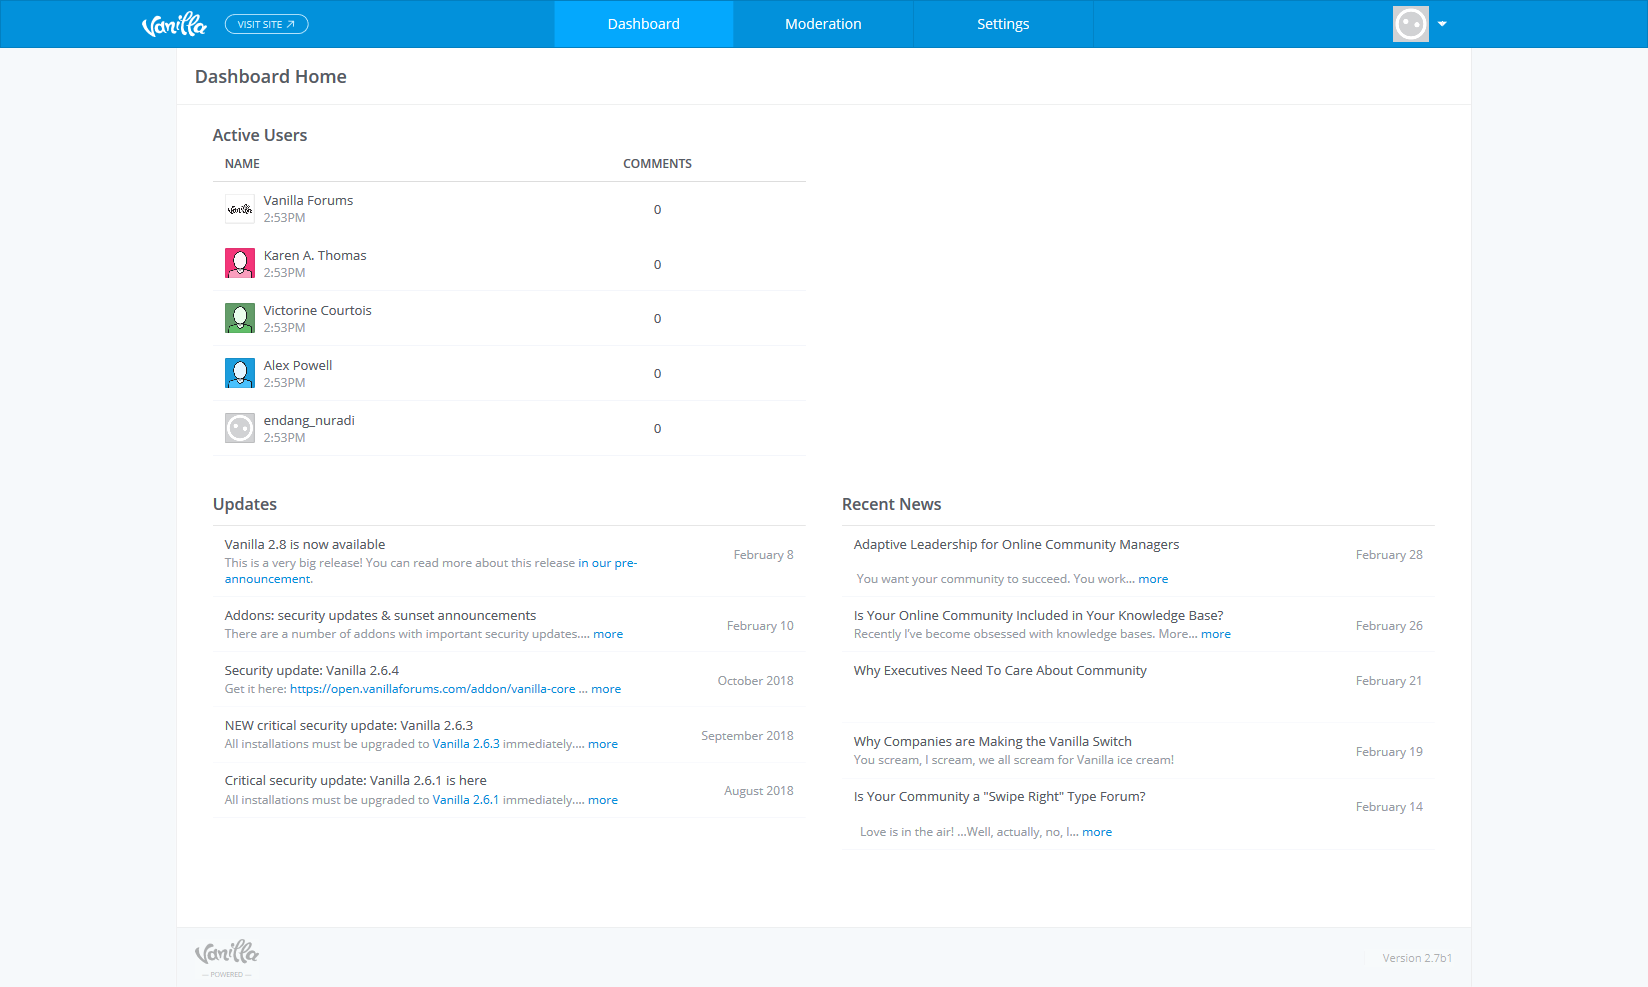 Vanilla
VISIT SITE
Dashboard
Moderation
Settings
Dashboard Home
Active Users
NAME COMMENTS
Vanilla
Vanilla Forums
2:53PM
0
Karen A. Thomas
2:53PM
0
Victorine Courtois
2:53PM
0
Alex Powell
2:53PM
0
endang_nuradi
2:53PM
0
Updates
Vanilla 2.8 is now available
This is a very big release! You can read more about this release in our pre-
announcement.
February 8
Addons: security updates & sunset announcements
There are a number of addons with important security updates.... more
February 10
Security update: Vanilla 2.6.4
Get it here: https://open.vanillaforums.com/addon/vanilla-core ... more
October 2018
NEW critical security update: Vanilla 2.6.3
All installations must be upgraded to Vanilla 2.6.3 immediately.... more
September 2018
Critical security update: Vanilla 2.6.1 is here
All installations must be upgraded to Vanilla 2.6.1 immediately.... more
August 2018
Recent News
Adaptive Leadership for Online Community Managers
You want your community to succeed. You work... more
February 28
Is Your Online Community Included in Your Knowledge Base?
Recently I've become obsessed with knowledge bases. More... more
February 26
Why Executives Need To Care About Community
February 21
Why Companies are Making the Vanilla Switch
You scream, I scream, we all scream for Vanilla ice cream!
February 19
Is Your Community a "Swipe Right" Type Forum?
Love is in the air! ...Well, actually, no, I... more
February 14
Vanilla
— POWERED —
Version 2.7b1